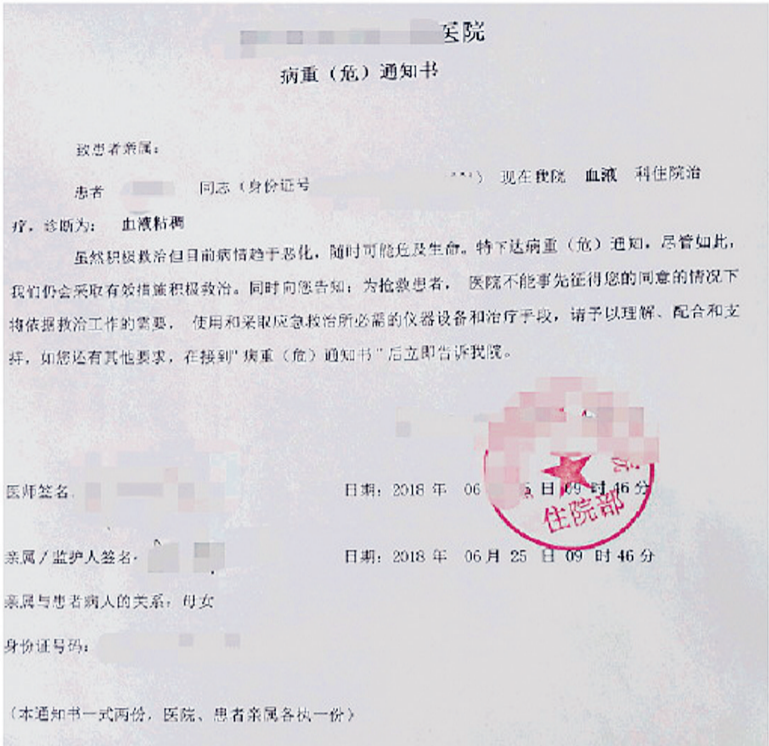 医院
病重（危）通知书
致患者亲属：
患者 同志（身份证号 ***） 现在我院 血液 科住院治
疗，诊断为： 血液粘稠
虽然积极救治但目前病情趋于恶化，随时可能危及生命。特下达病重（危）通知，尽管如此，
我们仍会采取有效措施积极救治。同时向您告知：为抢救患者， 医院不能事先征得您的同意的情况下
将依据救治工作的需要， 使用和采取应急救治所必需的仪器设备和治疗手段，请予以理解、配合和支
持，如您还有其他要求，在接到"病重（危）通知书"后立即告诉我院。
医师签名 日期：2018 年 06 日 09 时 46分
住院部
亲属/监护人签名· 日期：2018 年 06 月 25 日 09 时 46分
亲属与患者病人的关系：母女
身份证号码：
（本通知书一式两份，医院、患者亲属各执一份）